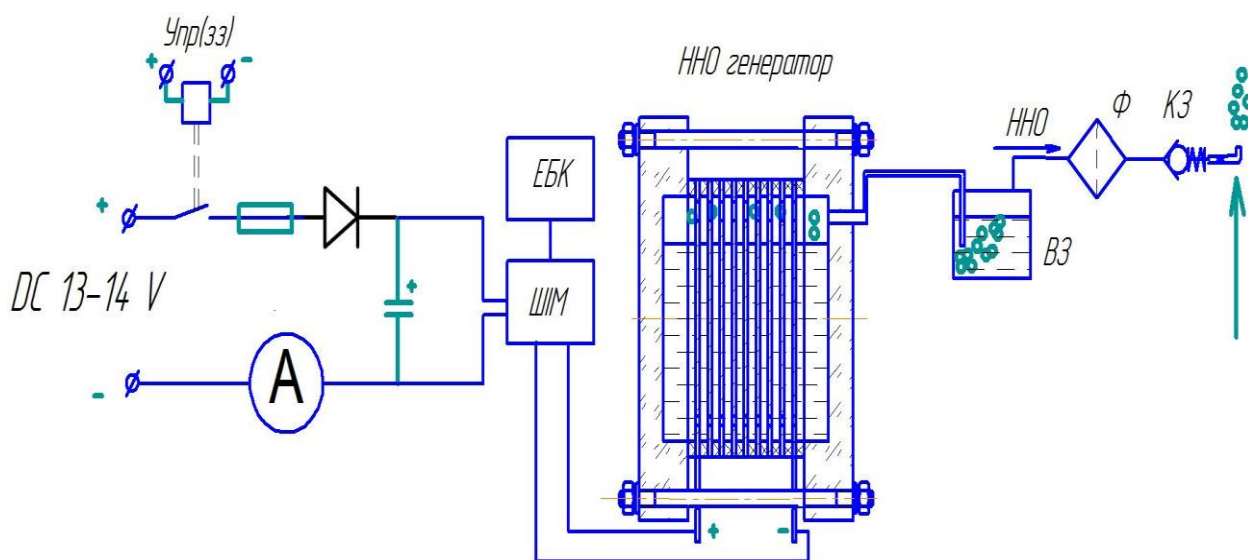 Упр(зз)
+ -
ННО генератор
ННО
Ф
КЗ
ЕБК
+
DC 13-14 V
+
ШІМ
ВЗ
А
-
+ -